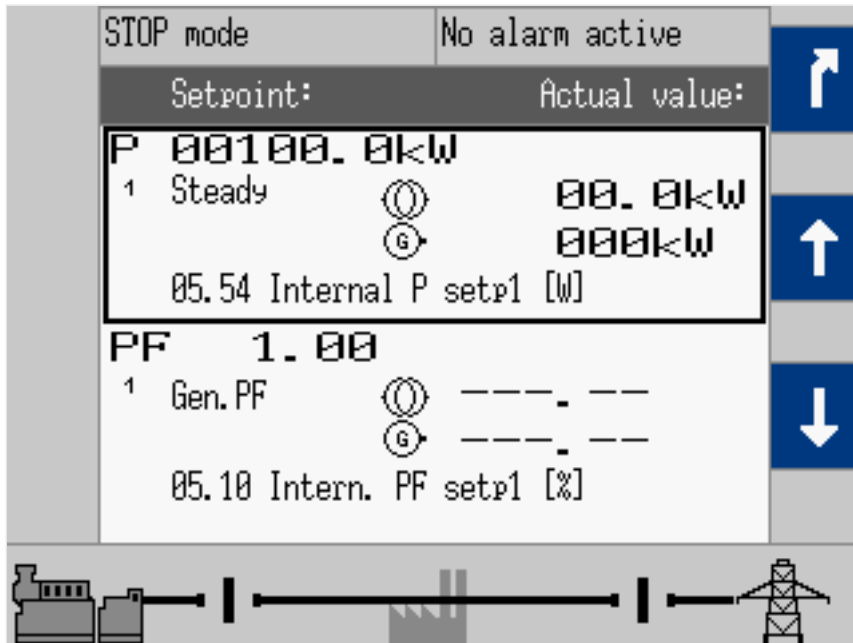 STOP mode No alarm active
Setpoint: Actual value:
P 00100.0kW
1 Steady 00.0kW
G 000kW
05.54 Internal P setp1 [W]
PF 1.00
1 Gen.PF ---.--
G ---.--
05.10 Intern. PF setp1 [%]